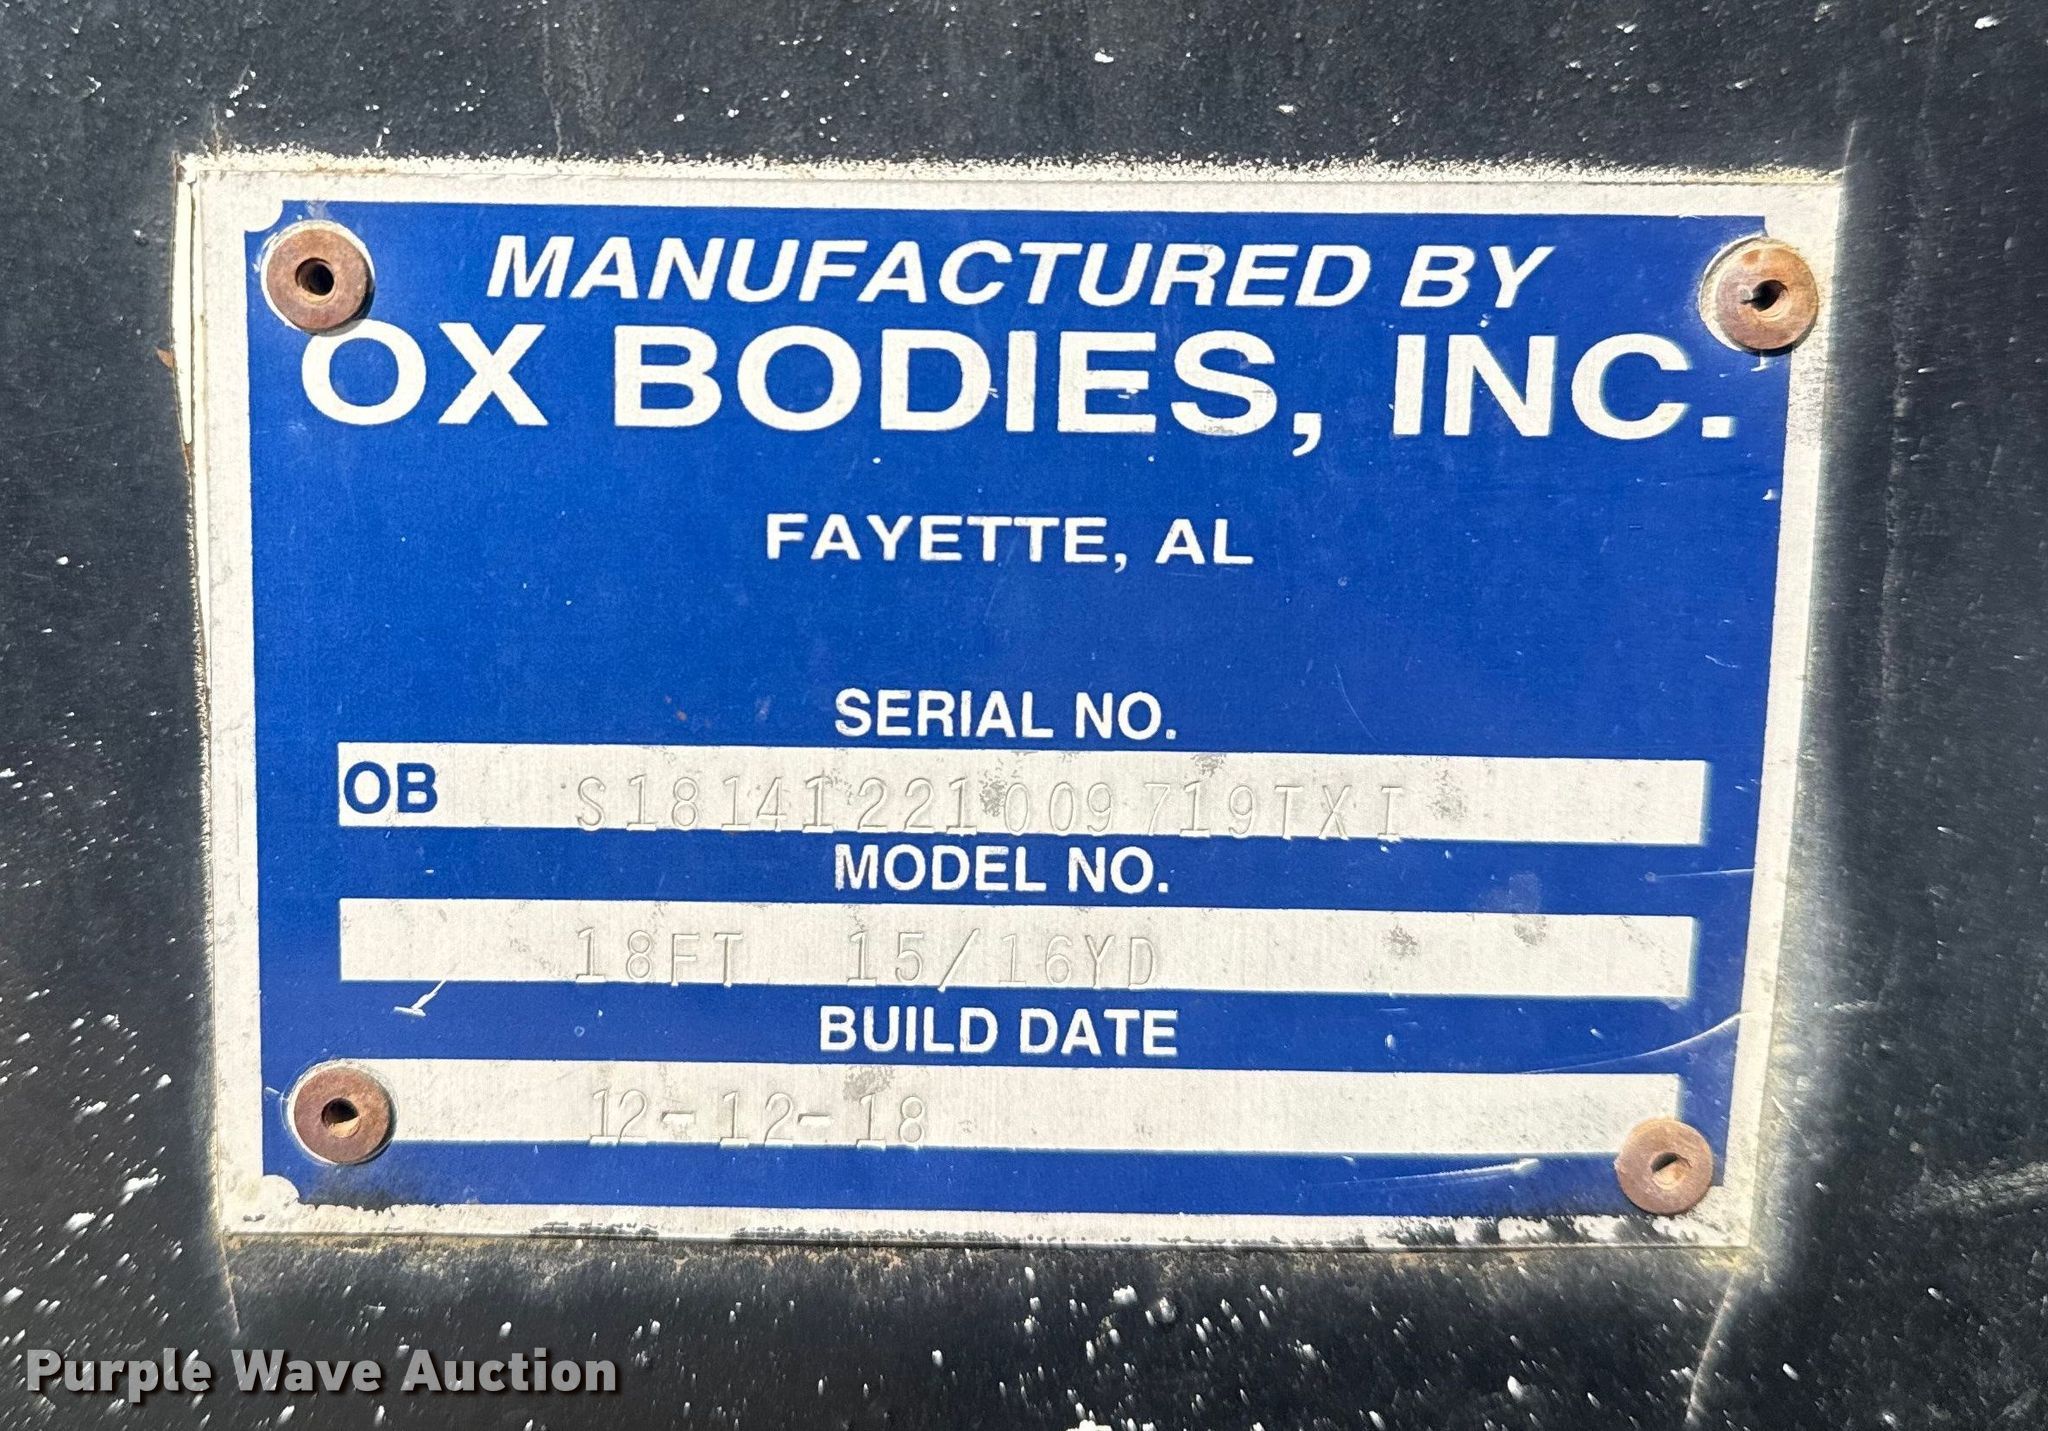 MANUFACTURED BY
OX BODIES, INC.
FAYETTE, AL
SERIAL NO.
OB S18141221009719TXI
MODEL NO.
18FT 15/16YD
BUILD DATE
12-12-18
Purple Wave Auction